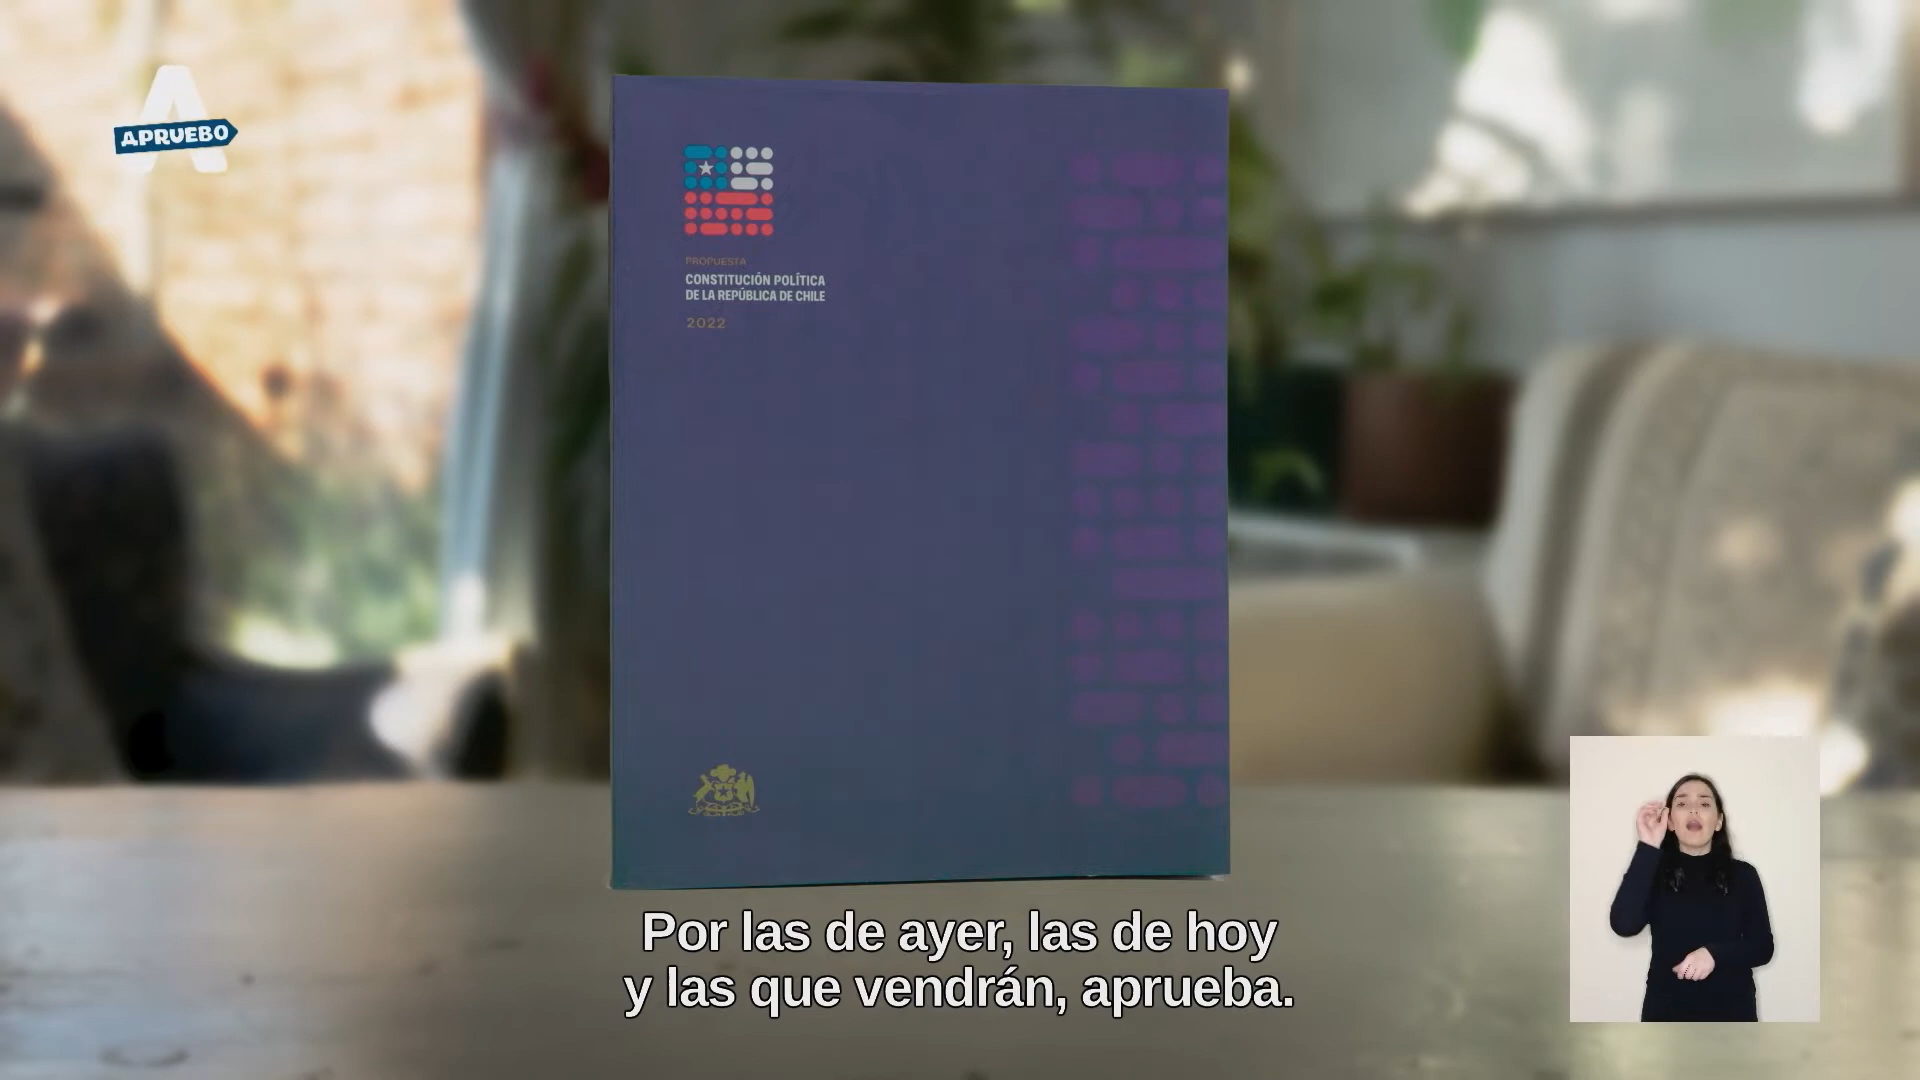 A
APRUEBO
PROPUESTA
CONSTITUCIÓN POLÍTICA
DE LA REPÚBLICA DE CHILE
2022
Por las de ayer, las de hoy
y las que vendrán, aprueba.